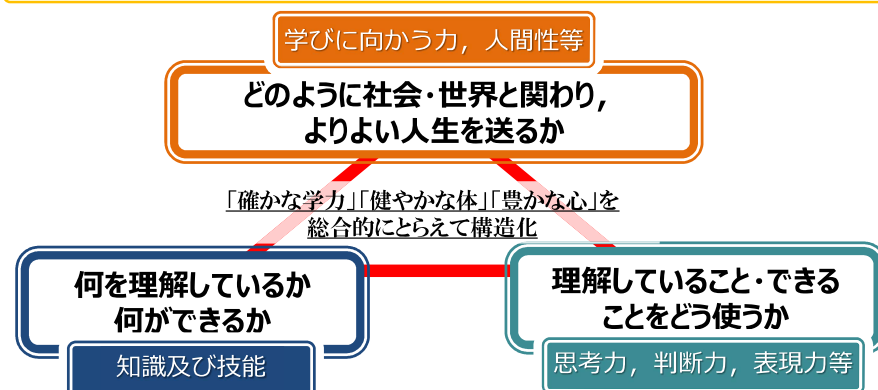 学びに向かう力，人間性等
どのように社会・世界と関わり，
よりよい人生を送るか
「確かな学力」「健やかな体」「豊かな心」を
総合的にとらえて構造化
何を理解しているか
何ができるか
知識及び技能
理解していること・できる
ことをどう使うか
思考力，判断力，表現力等